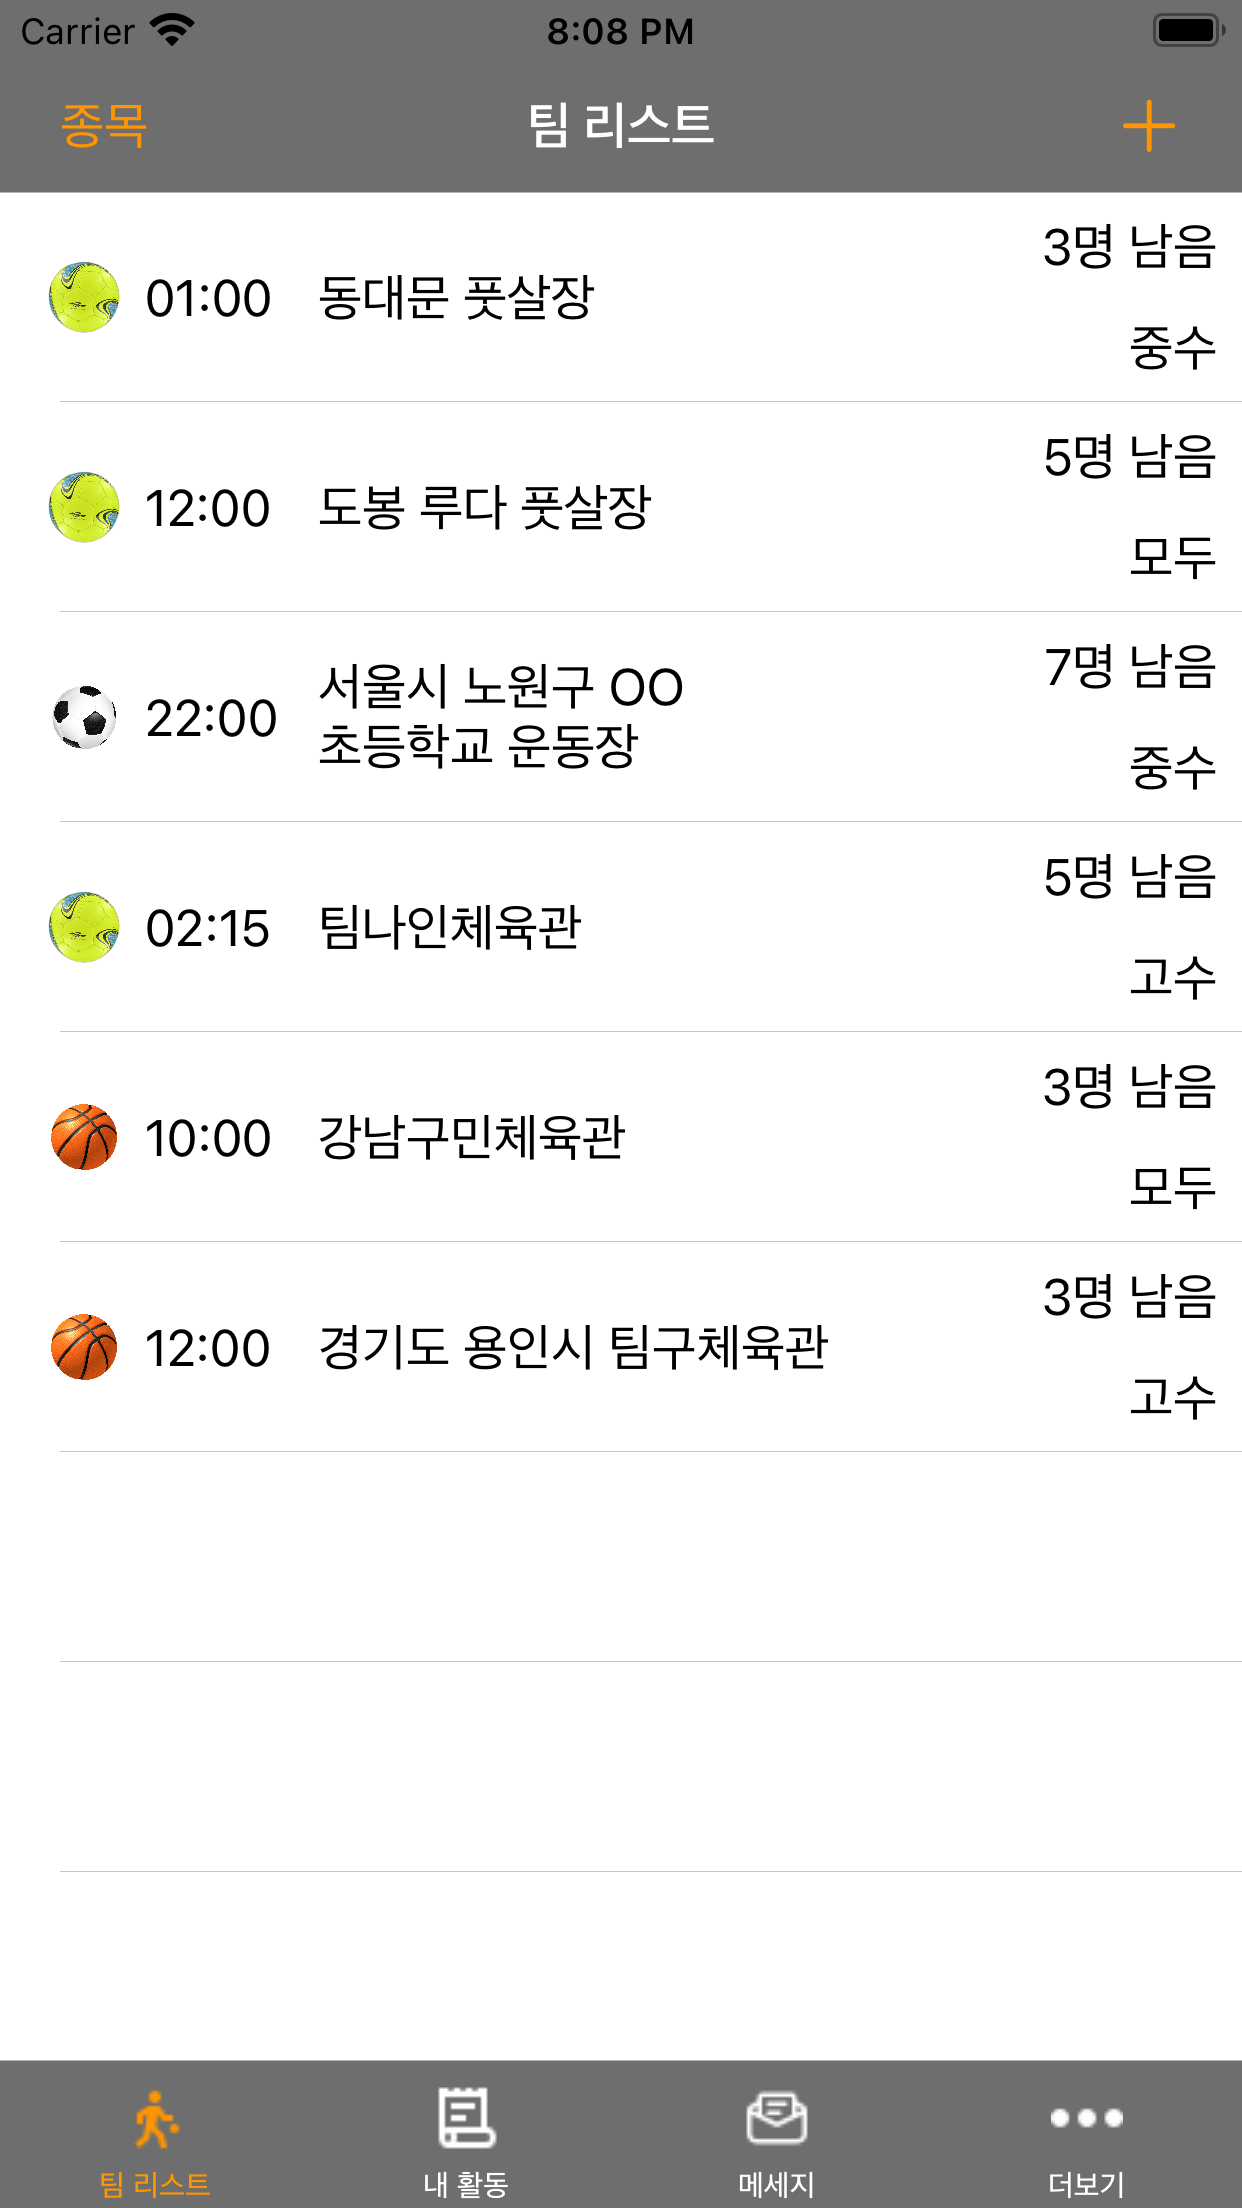 Carrier 8:08 PM
종목 팀 리스트 +
3명 남음
01:00 동대문 풋살장
중수
5명 남음
12:00 도봉 루다 풋살장
모두
7명 남음
22:00 서울시 노원구 OO
초등학교 운동장
중수
5명 남음
02:15 팀나인체육관
고수
3명 남음
10:00 강남구민체육관
모두
3명 남음
12:00 경기도 용인시 팀구체육관
고수
팀 리스트 내 활동 메세지 더보기